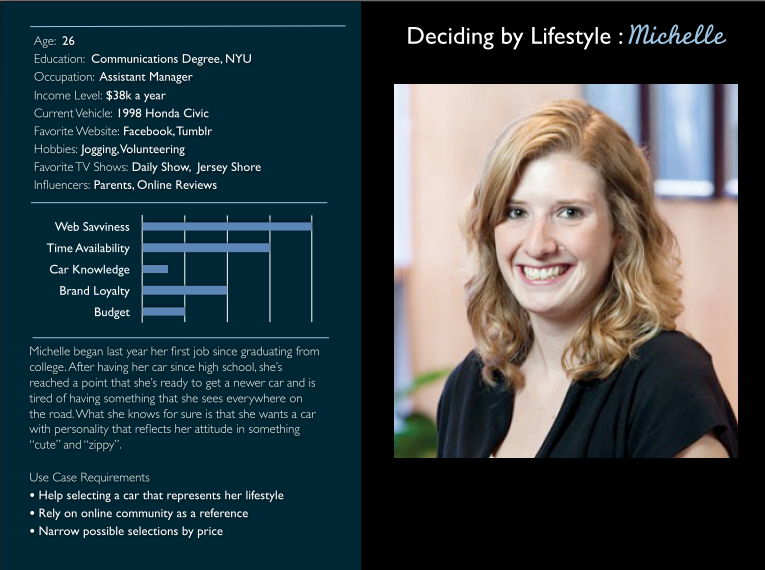 Deciding by Lifestyle : Michelle
Age: 26
Education: Communications Degree, NYU
Occupation: Assistant Manager
Income Level: $38k a year
Current Vehicle: 1998 Honda Civic
Favorite Website: Facebook, Tumblr
Hobbies: Jogging, Volunteering
Favorite TV Shows: Daily Show, Jersey Shore
Influencers: Parents, Online Reviews
Web Savviness
Time Availability
Car Knowledge
Brand Loyalty
Budget
Michelle began last year her first job since graduating from
college. After having her car since high school, she's
reached a point that she's ready to get a newer car and is
tired of having something that she sees everywhere on
the road. What she knows for sure is that she wants a car
with personality that reflects her attitude in something
“cute” and “zippy”.
Use Case Requirements
• Help selecting a car that represents her lifestyle
• Rely on online community as a reference
• Narrow possible selections by price